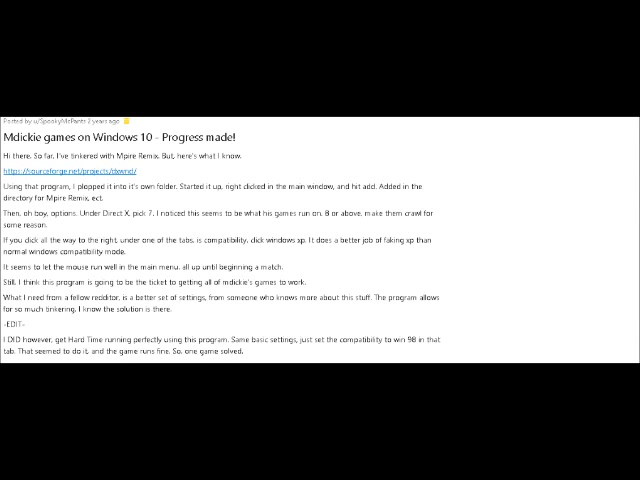 Posted by u/SpookyMcPants 2 years ago
Mdickie games on Windows 10 - Progress made!
Hi there. So far, I've tinkered with Mpire Remix. But, here's what I know.
https://sourceforge.net/projects/dxwnd/
Using that program, I plopped it into it's own folder. Started it up, right clicked in the main window, and hit add. Added in the
directory for Mpire Remix, ect.
Then, oh boy, options. Under Direct X, pick 7. I noticed this seems to be what his games run on. 8 or above, make them crawl for
some reason.
If you click all the way to the right, under one of the tabs, is compatibility, click windows xp. It does a better job of faking xp than
normal windows compatibility mode.
It seems to let the mouse run well in the main menu, all up until beginning a match.
Still, I think this program is going to be the ticket to getting all of mdickie's games to work.
What I need from a fellow redditor, is a better set of settings, from someone who knows more about this stuff. The program allows
for so much tinkering, I know the solution is there.
-EDIT-
I DID however, get Hard Time running perfectly using this program. Same basic settings, just set the compatibility to win 98 in that
tab. That seemed to do it, and the game runs fine. So, one game solved.